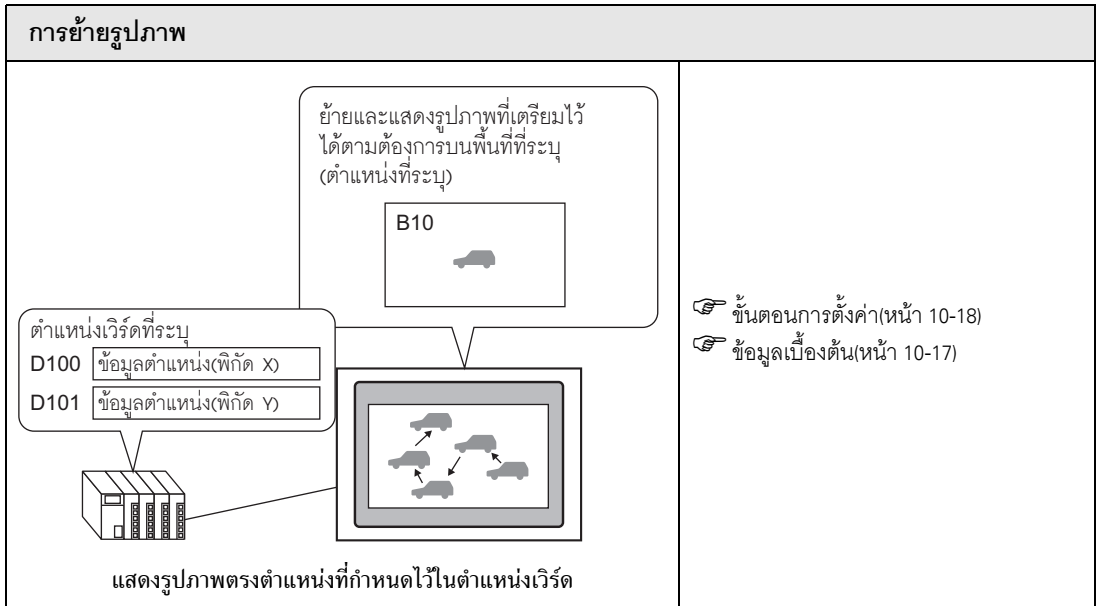 การย้ายรูปภาพ
ย้ายและแสดงรูปภาพที่เตรียมไว้
ได้ตามต้องการบนพื้นที่ที่ระบุ
(ตำแหน่งที่ระบุ)
B10
ตำแหน่งเวิร์ดที่ระบุ
D100 ข้อมูลตำแหน่ง(พิกัด X)
D101 ข้อมูลตำแหน่ง(พิกัด Y)
แสดงรูปภาพตรงตำแหน่งที่กำหนดไว้ในตำแหน่งเวิร์ด
ขั้นตอนการตั้งค่า(หน้า 10-18)
ข้อมูลเบื้องต้น(หน้า 10-17)